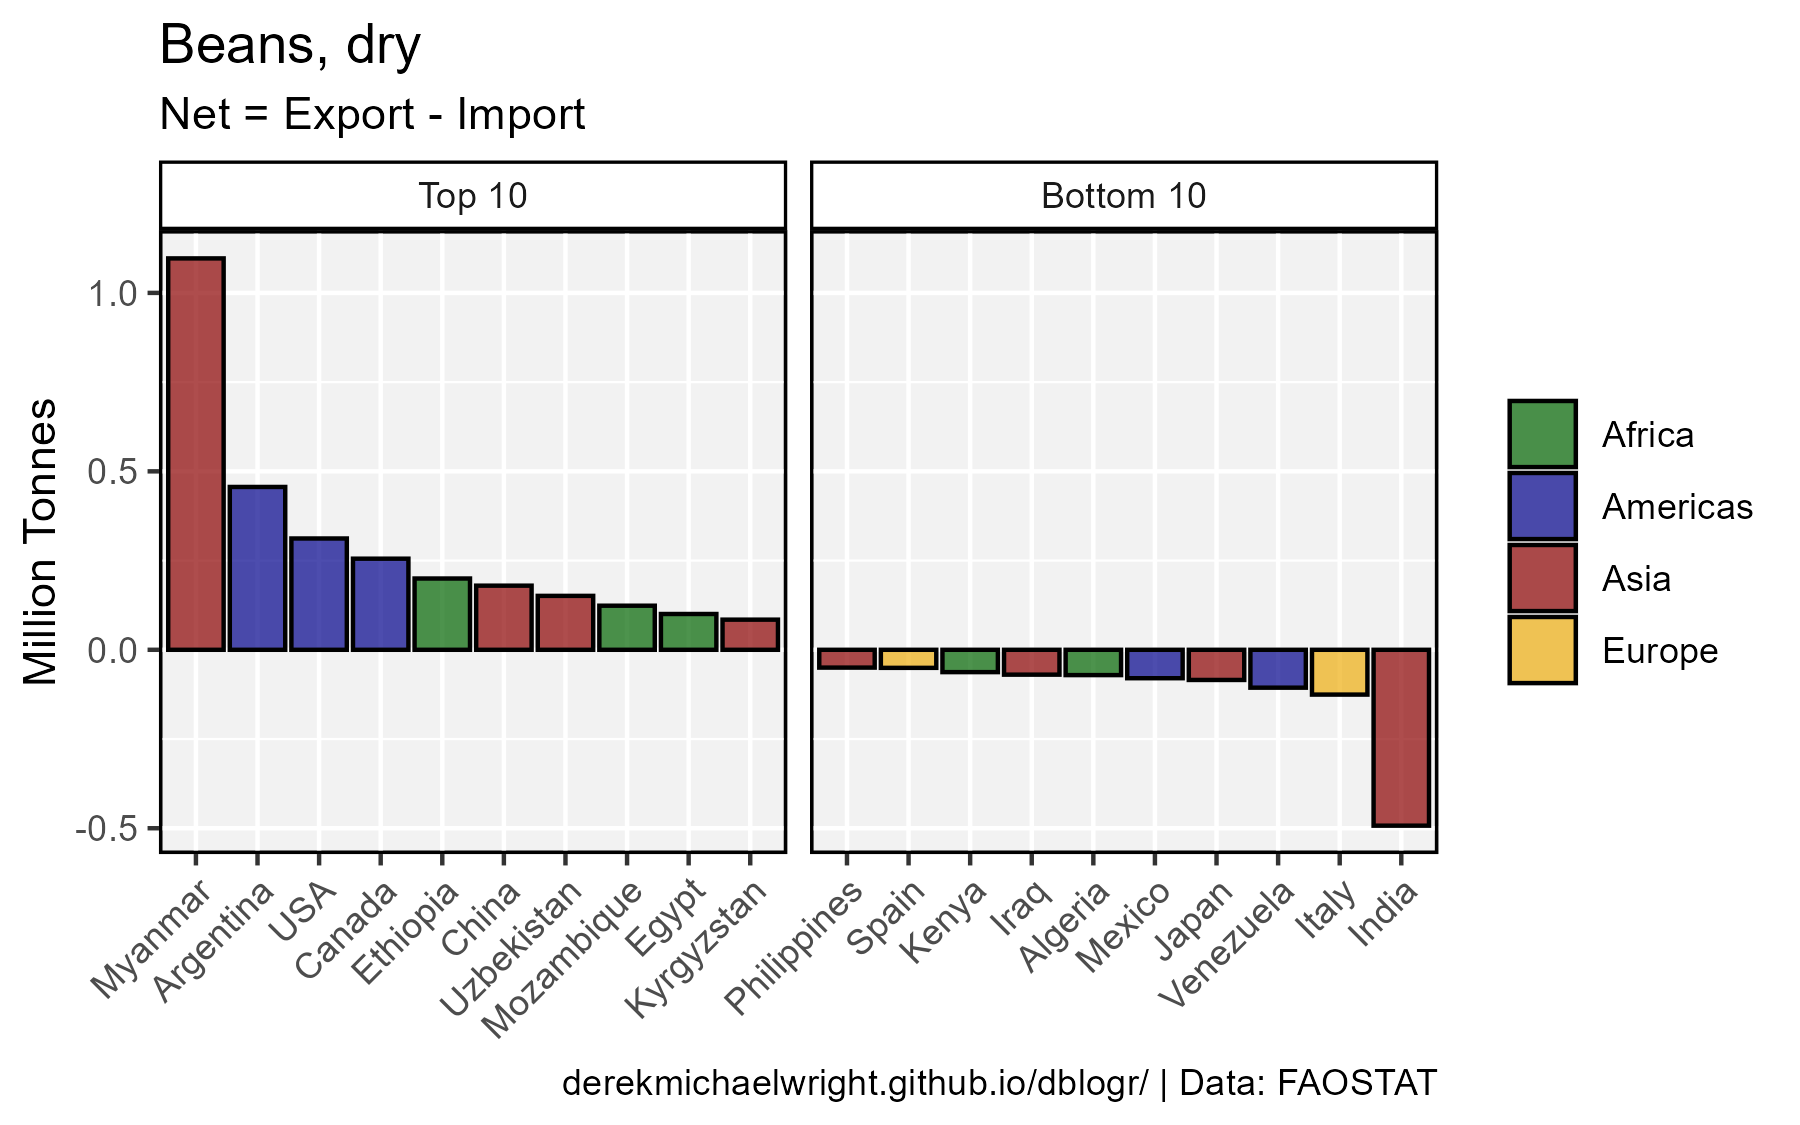 Beans, dry
Net = Export - Import
Top 10
Bottom 10
Million Tonnes
1.0
0.5
0.0
-0.5
Myanmar
Argentina
USA
Canada
Ethiopia
China
Uzbekistan
Mozambique
Egypt
Kyrgyzstan
Philippines
Spain
Kenya
Iraq
Algeria
Mexico
Japan
Venezuela
Italy
India
Africa
Americas
Asia
Europe
derekmichaelwright.github.io/dblogr/ | Data: FAOSTAT